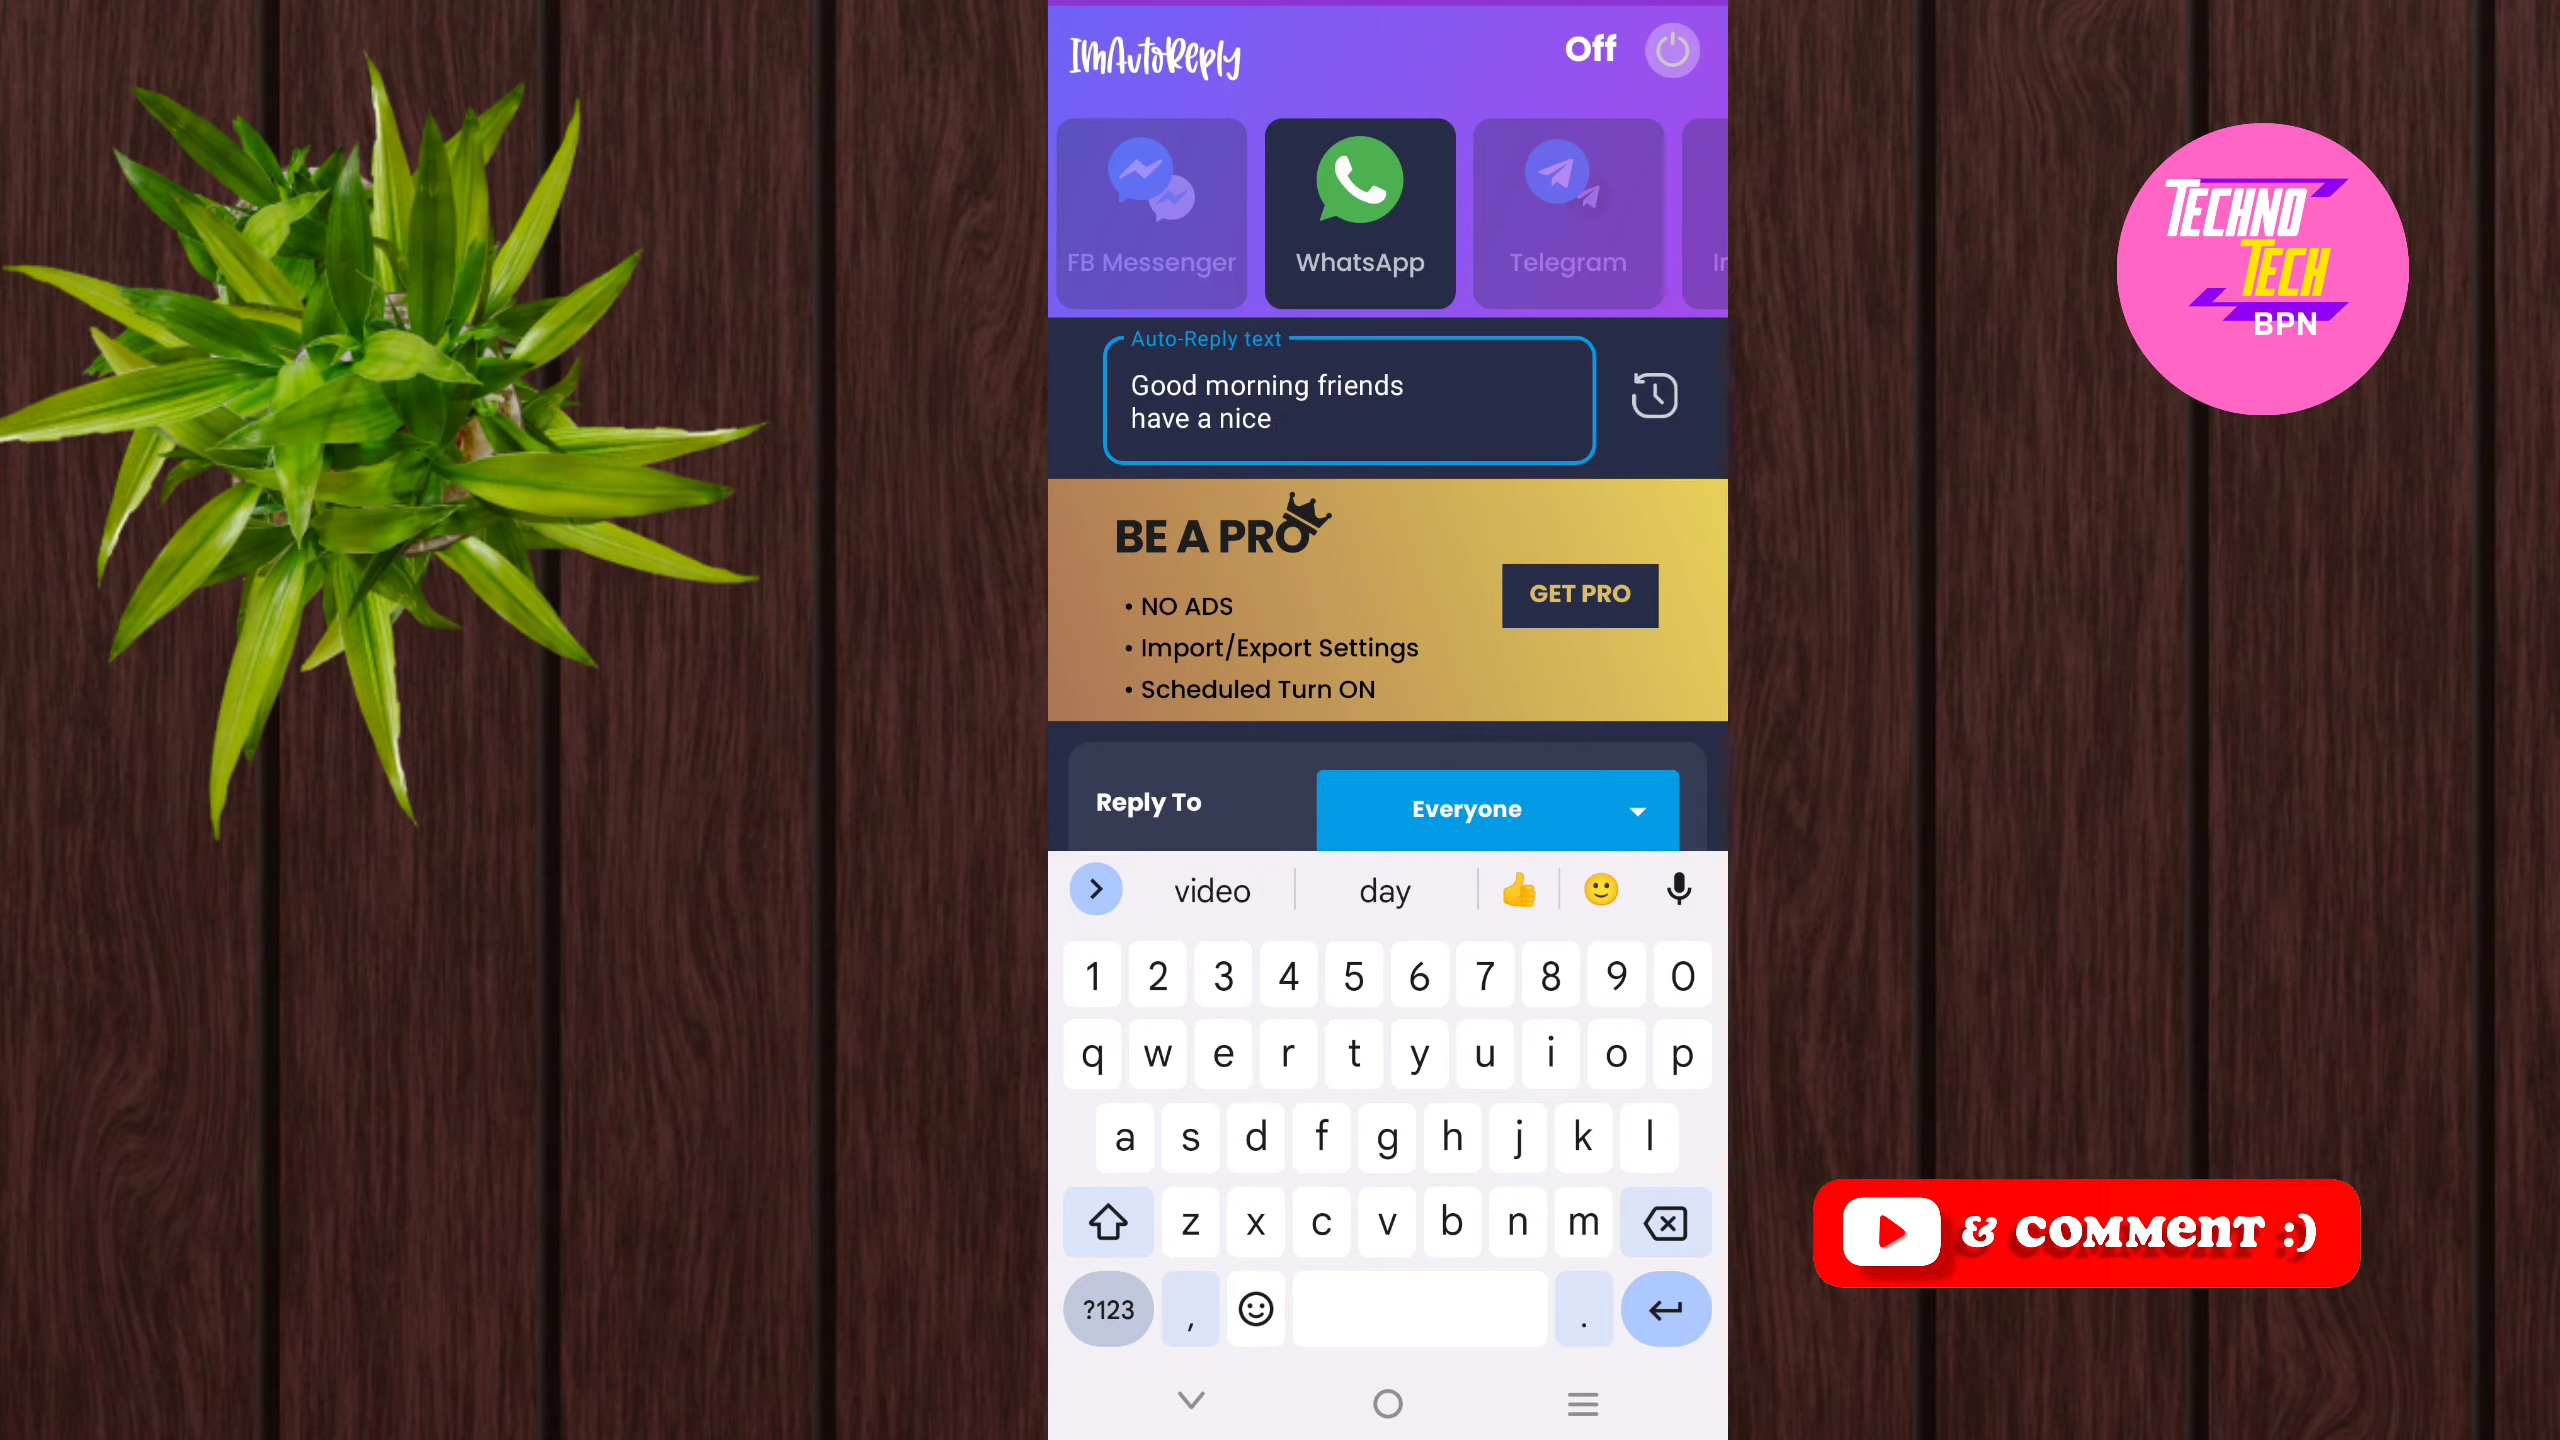 IMAutoReply
Off
FB Messenger
WhatsApp
Telegram
Auto-Reply text
Good morning friends
have a nice
BE A PRO
GET PRO
• NO ADS
• Import/Export Settings
• Scheduled Turn ON
Reply To
Everyone
video
day
1 2 3 4 5 6 7 8 9 0
q w e r t y u i o p
a s d f g h j k l
z x c v b n m
?123 , .
TECHNO
TECH
BPN
& COMMENT :)